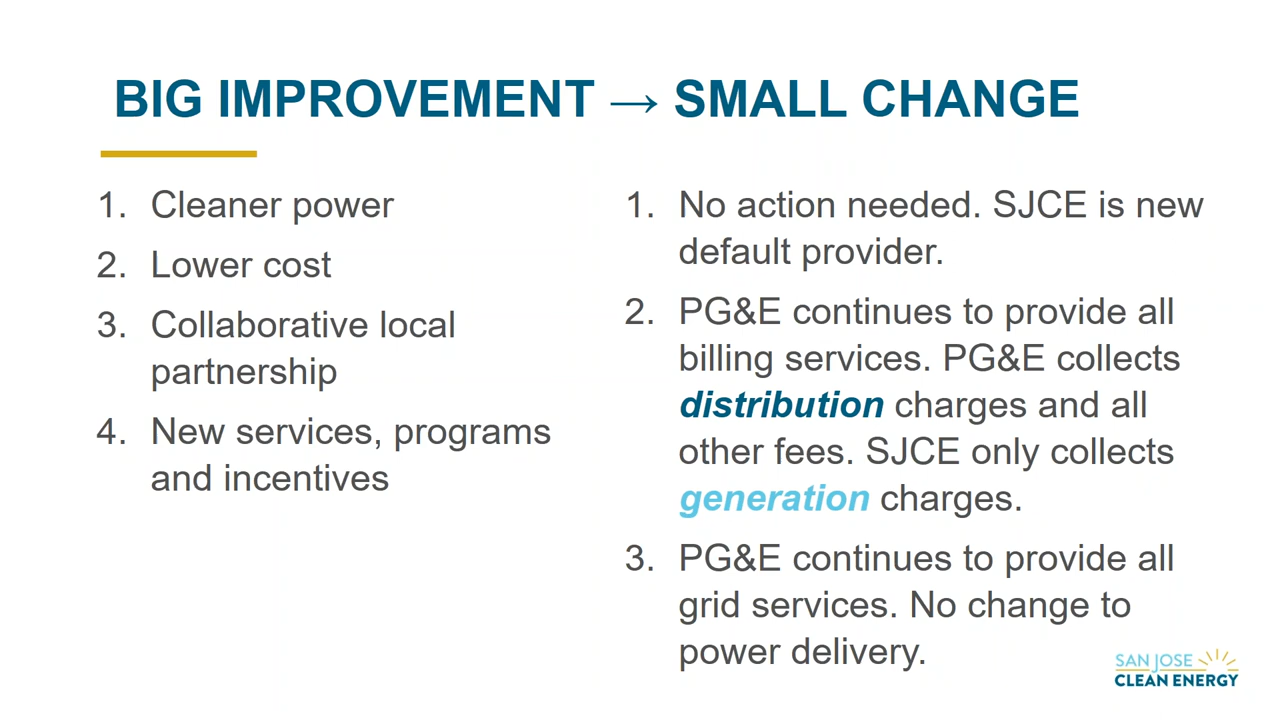 BIG IMPROVEMENT → SMALL CHANGE
1. Cleaner power
2. Lower cost
3. Collaborative local
partnership
4. New services, programs
and incentives
1. No action needed. SJCE is new
default provider.
2. PG&E continues to provide all
billing services. PG&E collects
distribution charges and all
other fees. SJCE only collects
generation charges.
3. PG&E continues to provide all
grid services. No change to
power delivery.
SAN JOSE
CLEAN ENERGY